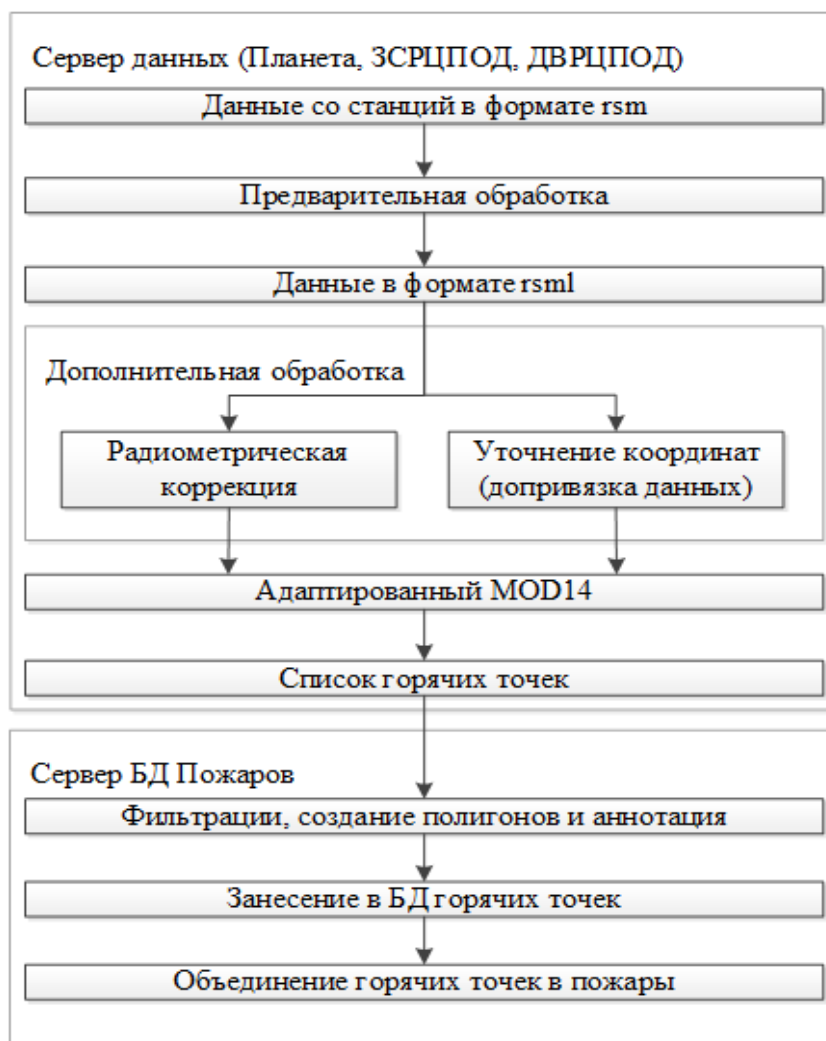 Сервер данных (Планета, ЗСРЦПОД, ДВРЦПОД)
Данные со станций в формате rsm
Предварительная обработка
Данные в формате rsml
Дополнительная обработка
Радиометрическая
коррекция
Уточнение координат
(допривязка данных)
Адаптированный MOD14
Список горячих точек
Сервер БД Пожаров
Фильтрации, создание полигонов и аннотация
Занесение в БД горячих точек
Объединение горячих точек в пожары